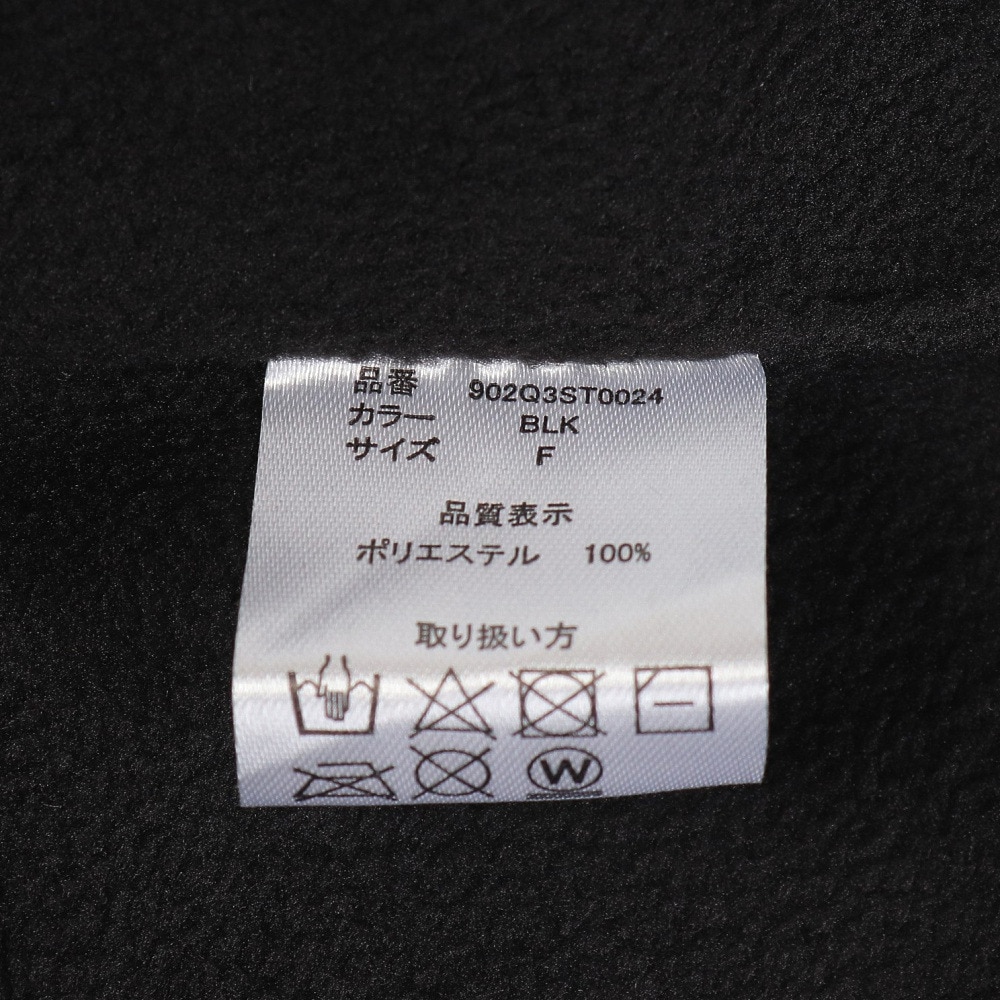 品番 902Q3ST0024
カラー BLK
サイズ F
品質表示
ポリエステル 100%
取り扱い方
W